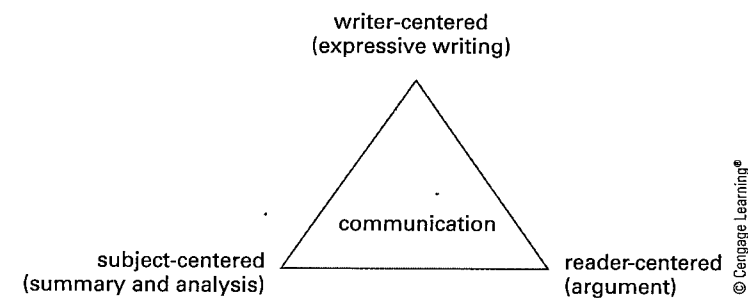 writer-centered
(expressive writing)
communication
subject-centered
(summary and analysis)
reader-centered
(argument)
© Cengage Learning®